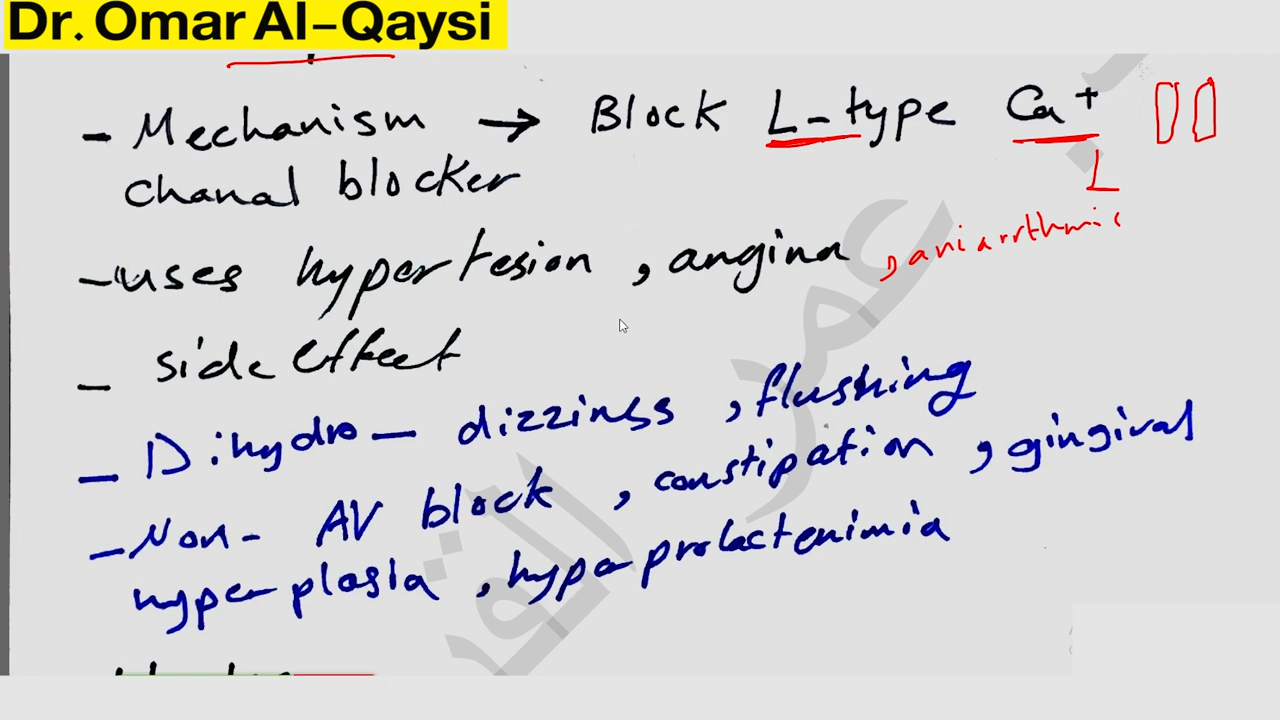 Dr. Omar Al-Qaysi
- Mechanism → Block L-type Ca+
L
chanal blocker
- uses hypertesion , angina , aniarrthmic
- side effect
- Dihydro - dizziness , flushing
- Non- AV block , constipation , gingival
hyperplasia , hyperprolactenimia
عمر